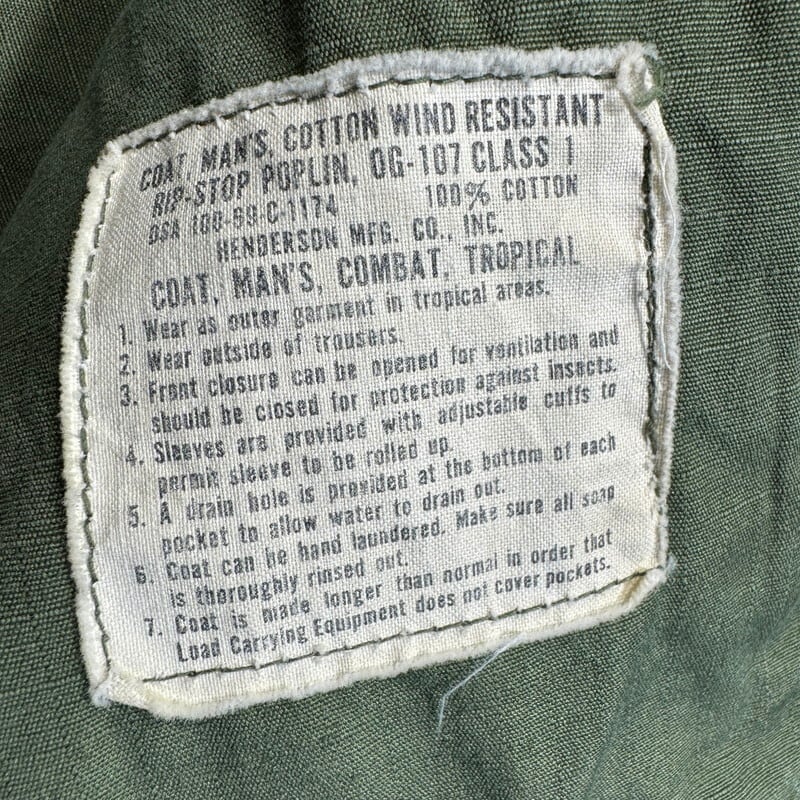 COAT, MAN'S, COTTON WIND RESISTANT
RIP-STOP POPLIN, OG-107 CLASS 1
DSA 100-69-C-1174 100% COTTON
HENDERSON MFG. CO., INC.
COAT, MAN'S, COMBAT, TROPICAL
1. Wear as outer garment in tropical areas.
2. Wear outside of trousers.
3. Front closure can be opened for ventilation and
should be closed for protection against insects.
4. Sleeves are provided with adjustable cuffs to
permit sleeve to be rolled up.
5. A drain hole is provided at the bottom of each
pocket to allow water to drain out.
6. Coat can be hand laundered. Make sure all soap
is thoroughly rinsed out.
7. Coat is made longer than normal in order that
Load Carrying Equipment does not cover pockets.